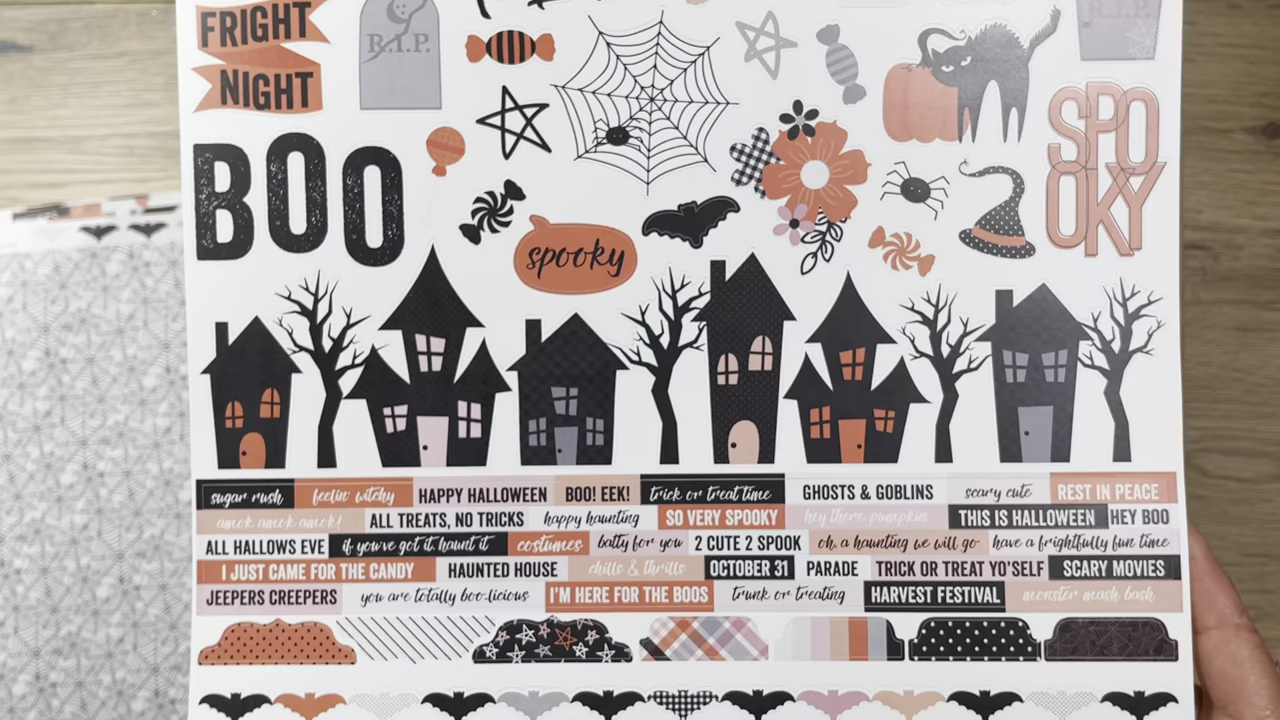 FRIGHT
NIGHT
R.I.P.
R.I.P.
BOO
SPO
OKY
spooky
sugar rush feelin' witchy HAPPY HALLOWEEN BOO! EEK! trick or treat time GHOSTS & GOBLINS scary cute REST IN PEACE
amok amok amok! ALL TREATS, NO TRICKS happy haunting SO VERY SPOOKY hey there, pumpkin THIS IS HALLOWEEN HEY BOO
ALL HALLOWS EVE if you've got it, haunt it costumes batty for you 2 CUTE 2 SPOOK oh, a haunting we will go- have a frightfully fun time
I JUST CAME FOR THE CANDY HAUNTED HOUSE chills & thrills OCTOBER 31 PARADE TRICK OR TREAT YO'SELF SCARY MOVIES
JEEPERS CREEPERS you are totally boo-licious I'M HERE FOR THE BOOS trunk or treating HARVEST FESTIVAL monster mash bash